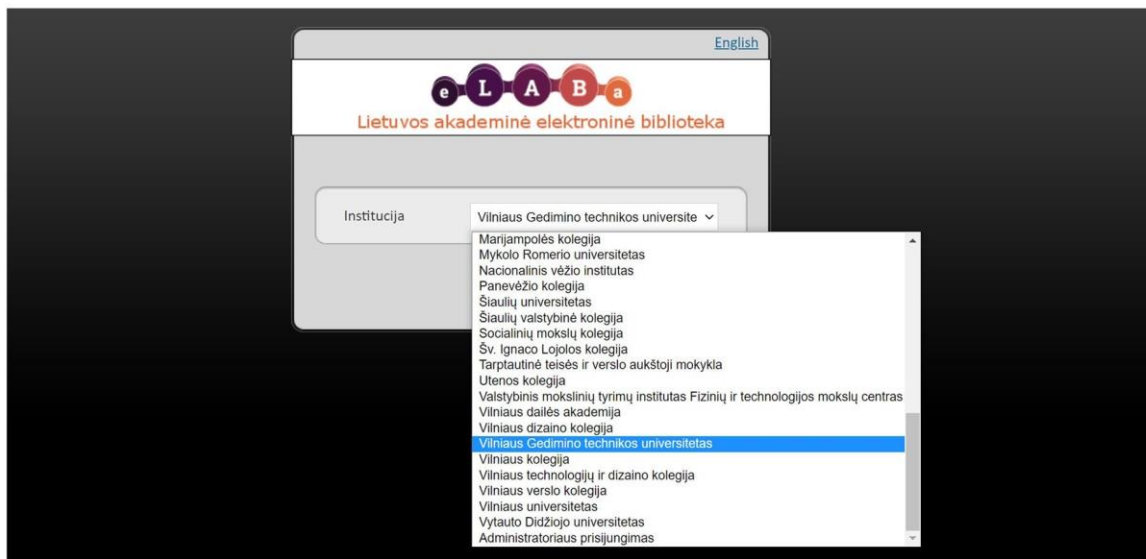 English
eLABa
Lietuvos akademinė elektroninė biblioteka
Institucija
Vilniaus Gedimino technikos universite
Marijampolės kolegija
Mykolo Romerio universitetas
Nacionalinis vėžio institutas
Panevėžio kolegija
Šiaulių universitetas
Šiaulių valstybinė kolegija
Socialinių mokslų kolegija
Šv. Ignaco Lojolos kolegija
Tarptautinė teisės ir verslo aukštoji mokykla
Utenos kolegija
Valstybinis mokslinių tyrimų institutas Fizinių ir technologijos mokslų centras
Vilniaus dailės akademija
Vilniaus dizaino kolegija
Vilniaus Gedimino technikos universitetas
Vilniaus kolegija
Vilniaus technologijų ir dizaino kolegija
Vilniaus verslo kolegija
Vilniaus universitetas
Vytauto Didžiojo universitetas
Administratoriaus prisijungimas